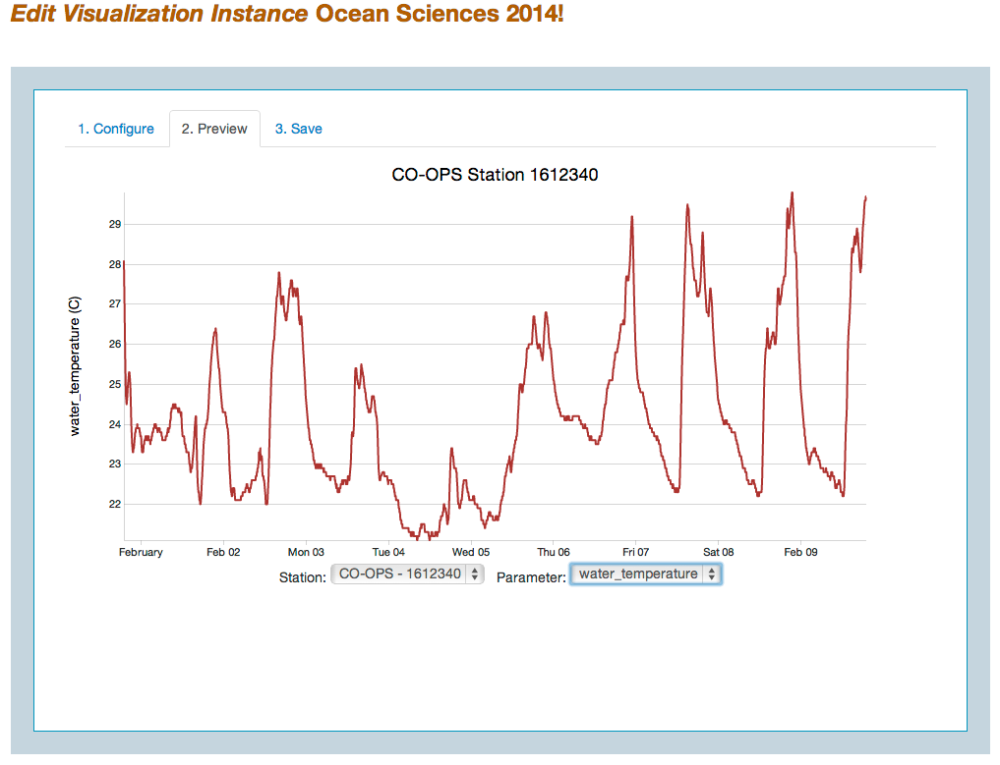 Edit Visualization Instance Ocean Sciences 2014!
1. Configure 2. Preview 3. Save
CO-OPS Station 1612340
water_temperature (C)
29
28
27
26
25
24
23
22
February Feb 02 Mon 03 Tue 04 Wed 05 Thu 06 Fri 07 Sat 08 Feb 09
Station: CO-OPS - 1612340 Parameter: water_temperature